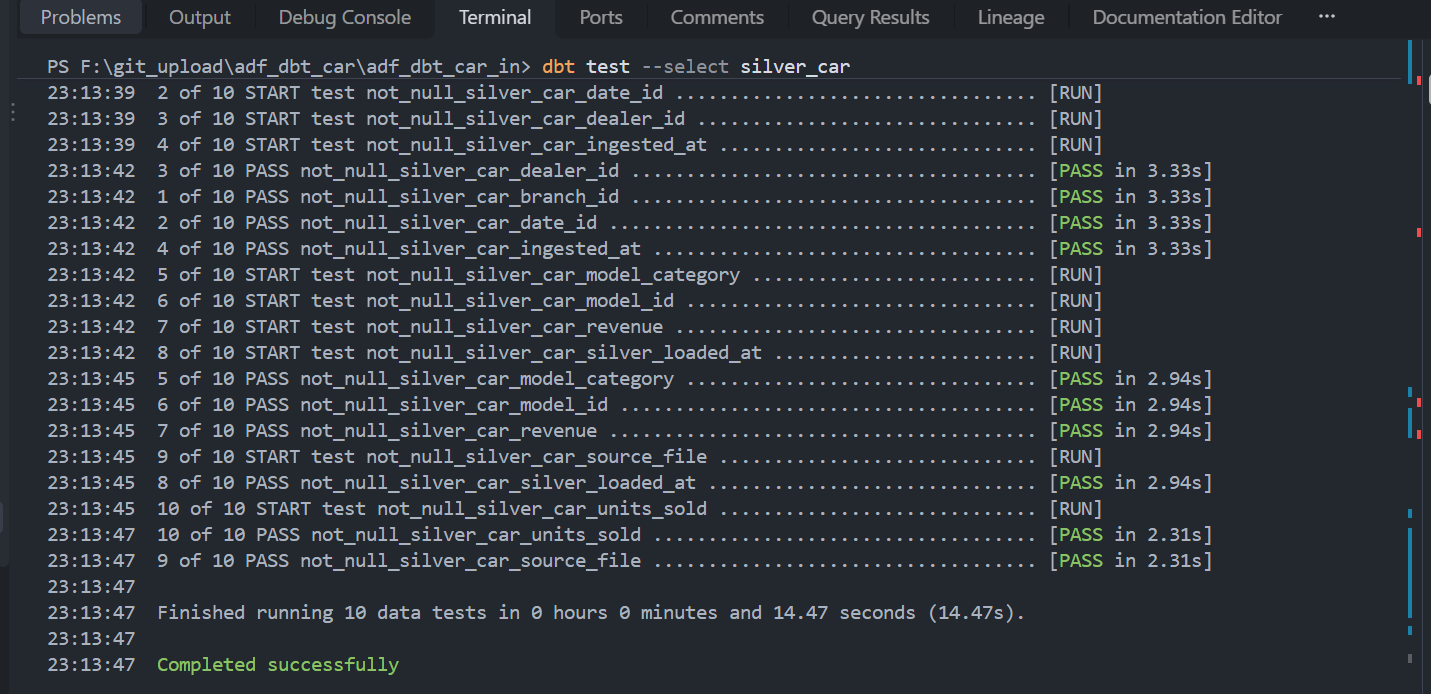 Problems Output Debug Console Terminal Ports Comments Query Results Lineage Documentation Editor ···
PS F:\git_upload\adf_dbt_car\adf_dbt_car_in> dbt test --select silver_car
23:13:39  2 of 10 START test not_null_silver_car_date_id ................................. [RUN]
23:13:39  3 of 10 START test not_null_silver_car_dealer_id ............................... [RUN]
23:13:39  4 of 10 START test not_null_silver_car_ingested_at ............................. [RUN]
23:13:42  3 of 10 PASS not_null_silver_car_dealer_id ..................................... [PASS in 3.33s]
23:13:42  1 of 10 PASS not_null_silver_car_branch_id ..................................... [PASS in 3.33s]
23:13:42  2 of 10 PASS not_null_silver_car_date_id ....................................... [PASS in 3.33s]
23:13:42  4 of 10 PASS not_null_silver_car_ingested_at ................................... [PASS in 3.33s]
23:13:42  5 of 10 START test not_null_silver_car_model_category .......................... [RUN]
23:13:42  6 of 10 START test not_null_silver_car_model_id ................................ [RUN]
23:13:42  7 of 10 START test not_null_silver_car_revenue ................................. [RUN]
23:13:42  8 of 10 START test not_null_silver_car_silver_loaded_at ........................ [RUN]
23:13:45  5 of 10 PASS not_null_silver_car_model_category ................................ [PASS in 2.94s]
23:13:45  6 of 10 PASS not_null_silver_car_model_id ...................................... [PASS in 2.94s]
23:13:45  7 of 10 PASS not_null_silver_car_revenue ....................................... [PASS in 2.94s]
23:13:45  9 of 10 START test not_null_silver_car_source_file ............................. [RUN]
23:13:45  8 of 10 PASS not_null_silver_car_silver_loaded_at .............................. [PASS in 2.94s]
23:13:45  10 of 10 START test not_null_silver_car_units_sold ............................. [RUN]
23:13:47  10 of 10 PASS not_null_silver_car_units_sold ................................... [PASS in 2.31s]
23:13:47  9 of 10 PASS not_null_silver_car_source_file ................................... [PASS in 2.31s]
23:13:47
23:13:47  Finished running 10 data tests in 0 hours 0 minutes and 14.47 seconds (14.47s).
23:13:47
23:13:47  Completed successfully